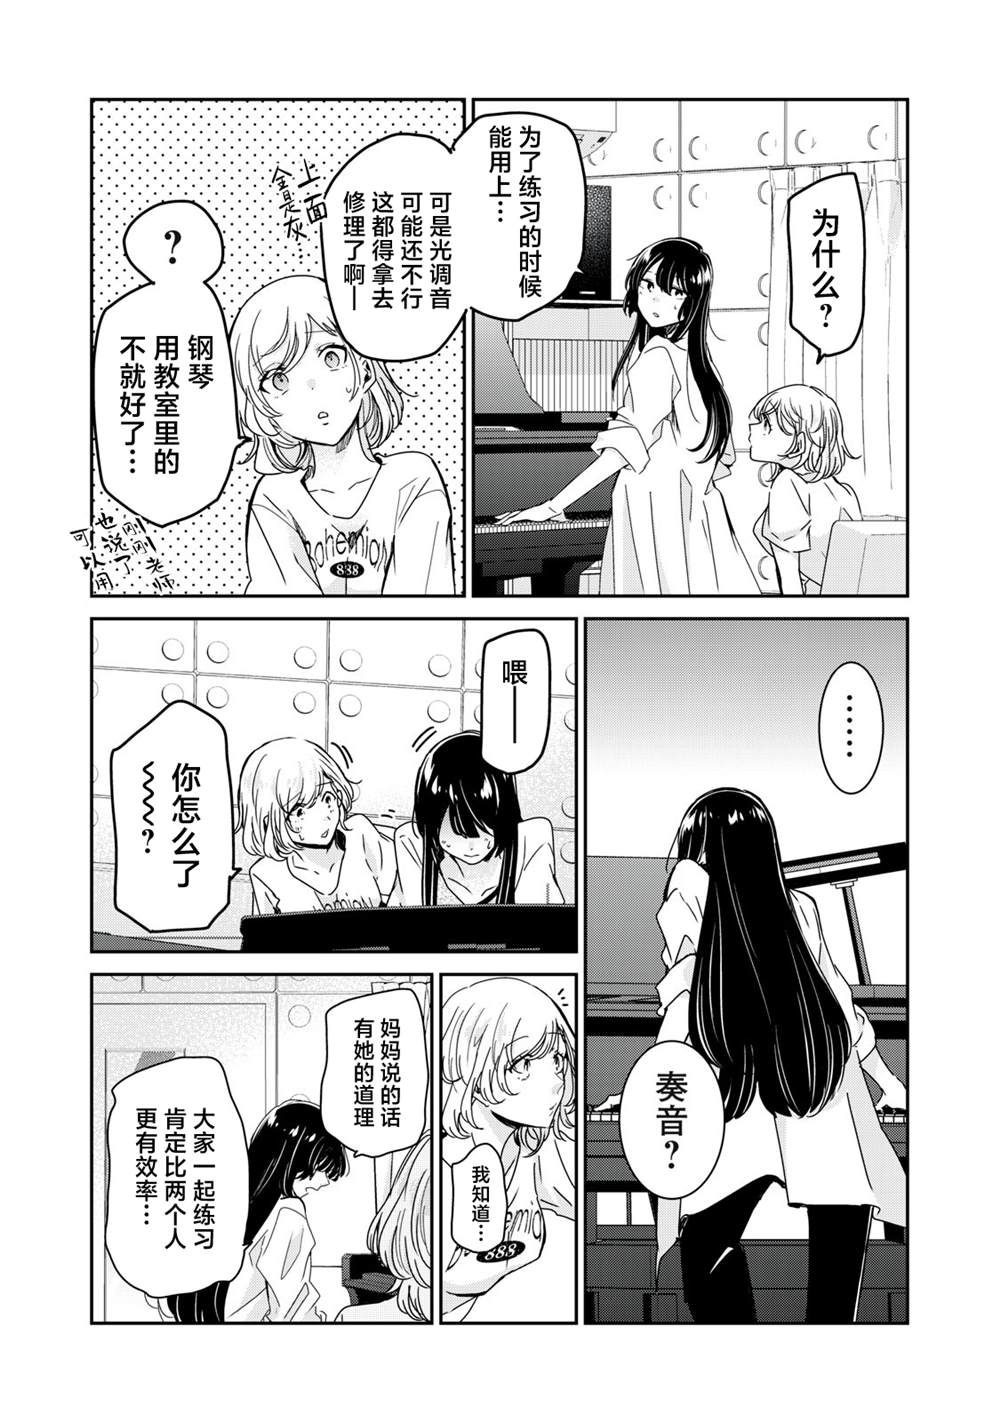 为什么?
为了练习的时候
能用上…
可是光调音
可能还不行
这都得拿去
修理了啊ー
上面
全是灰…
?
钢琴
用教室里的
不就好了…
刚刚老师
也说了
可以用
Bohemian
838
……
奏音?
喂——
你怎么了
~~~~?
我知道…
888
妈妈说的话
有她的道理
大家一起练习
肯定比两个人
更有效率…